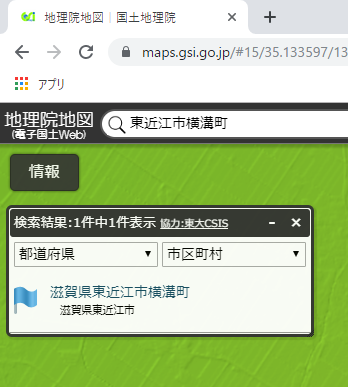 地理院地図 | 国土地理院
maps.gsi.go.jp/#15/35.133597/13
アプリ
地理院地図
(電子国土Web)
東近江市横溝町
情報
検索結果:1件中1件表示 協力:東大CSIS
都道府県 市区町村
滋賀県東近江市横溝町
滋賀県東近江市